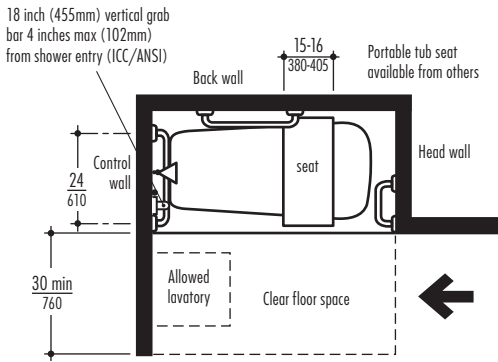 18 inch (455mm) vertical grab
bar 4 inches max (102mm)
from shower entry (ICC/ANSI)
15-16
380-405
Portable tub seat
available from others
Back wall
Control
wall
seat
Head wall
24
610
30 min
760
Allowed
lavatory
Clear floor space